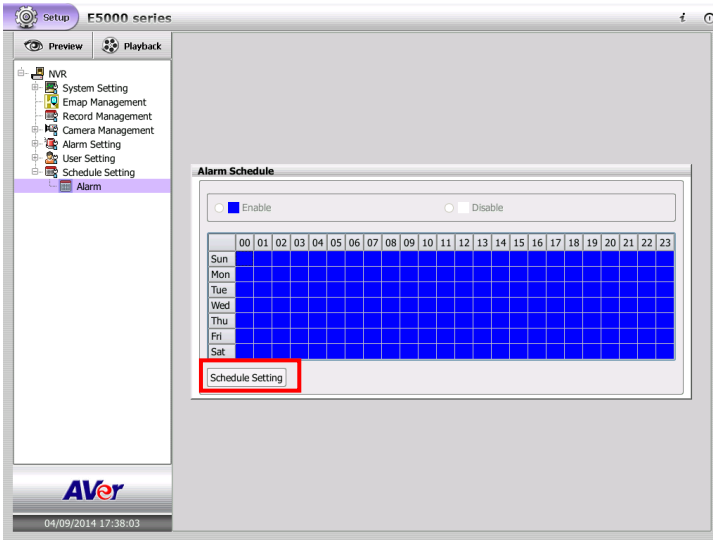 Setup E5000 series i
Preview Playback
NVR
System Setting
Emap Management
Record Management
Camera Management
Alarm Setting
User Setting
Schedule Setting
Alarm
Alarm Schedule
Enable Disable
00 01 02 03 04 05 06 07 08 09 10 11 12 13 14 15 16 17 18 19 20 21 22 23
Sun
Mon
Tue
Wed
Thu
Fri
Sat
Schedule Setting
AVer
04/09/2014 17:38:03